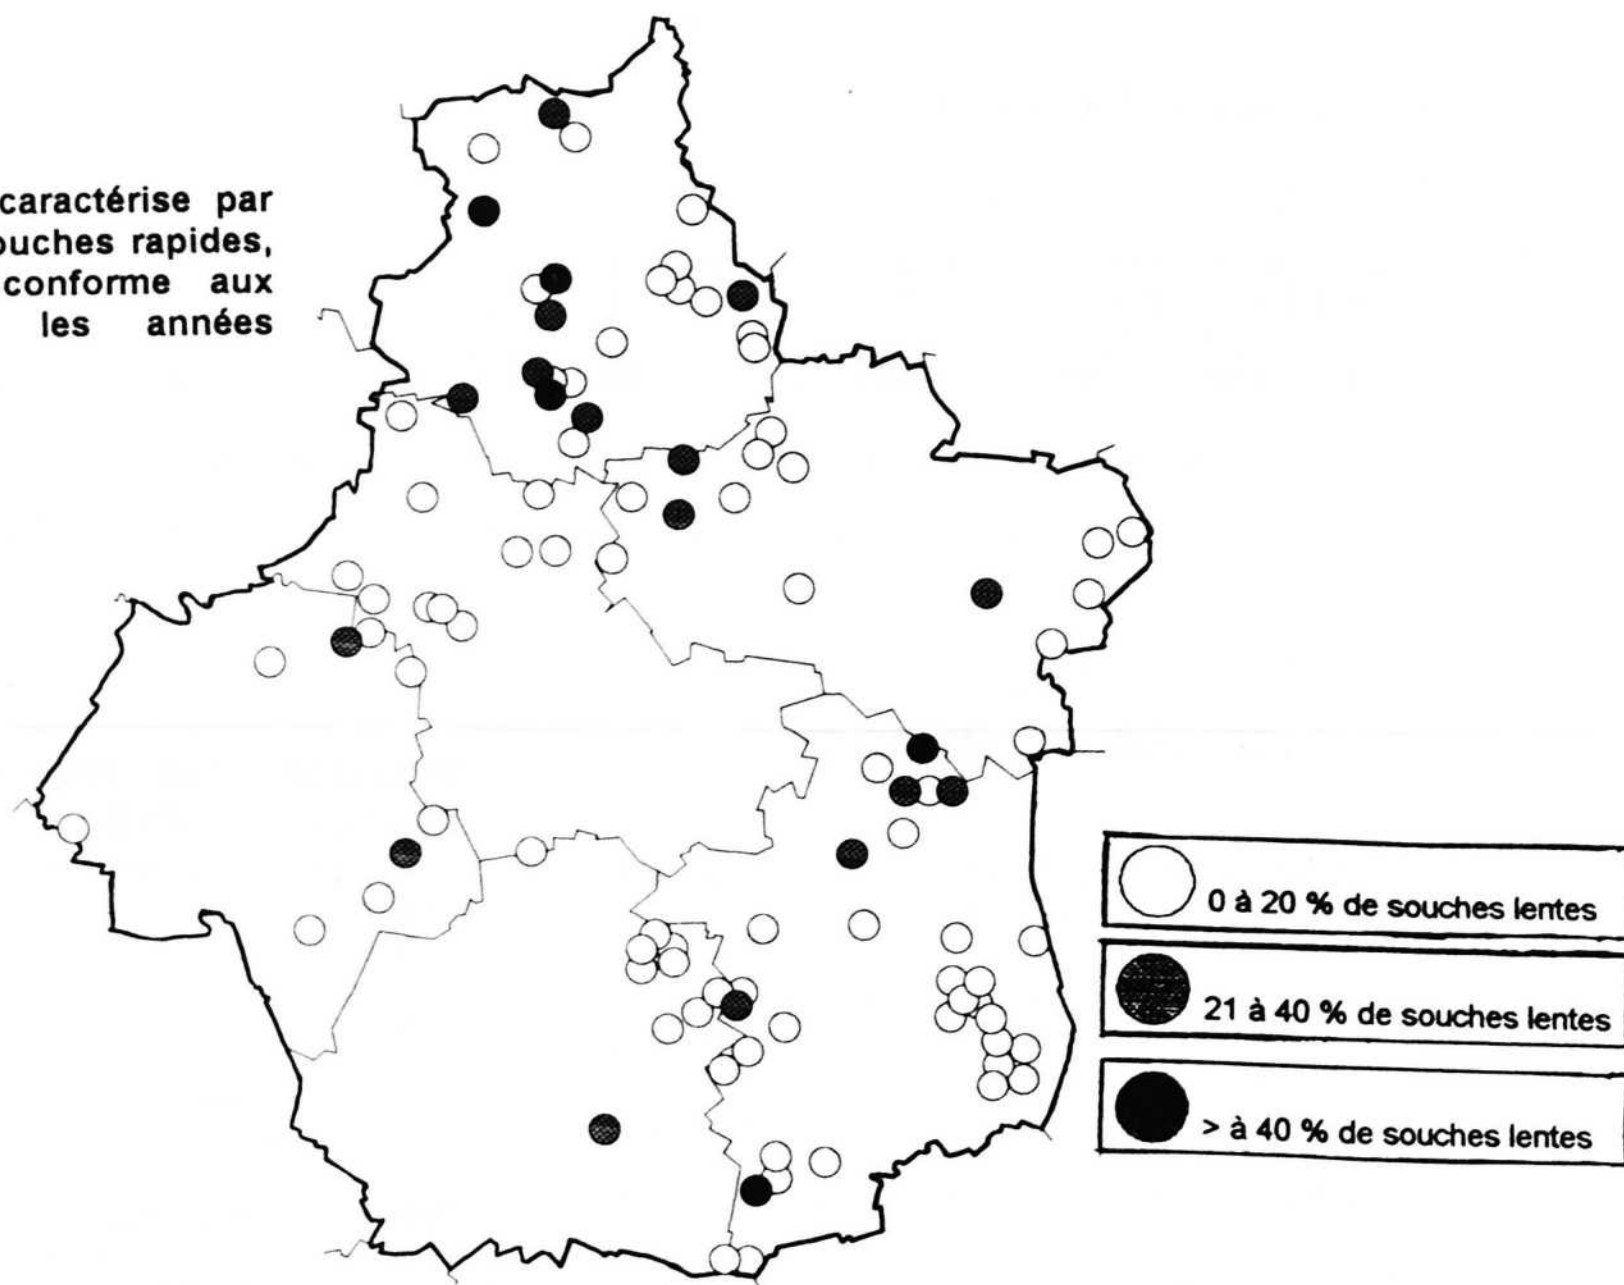 caractérise par
ouches rapides,
conforme aux
les années
0 à 20 % de souches lentes
21 à 40 % de souches lentes
> à 40 % de souches lentes